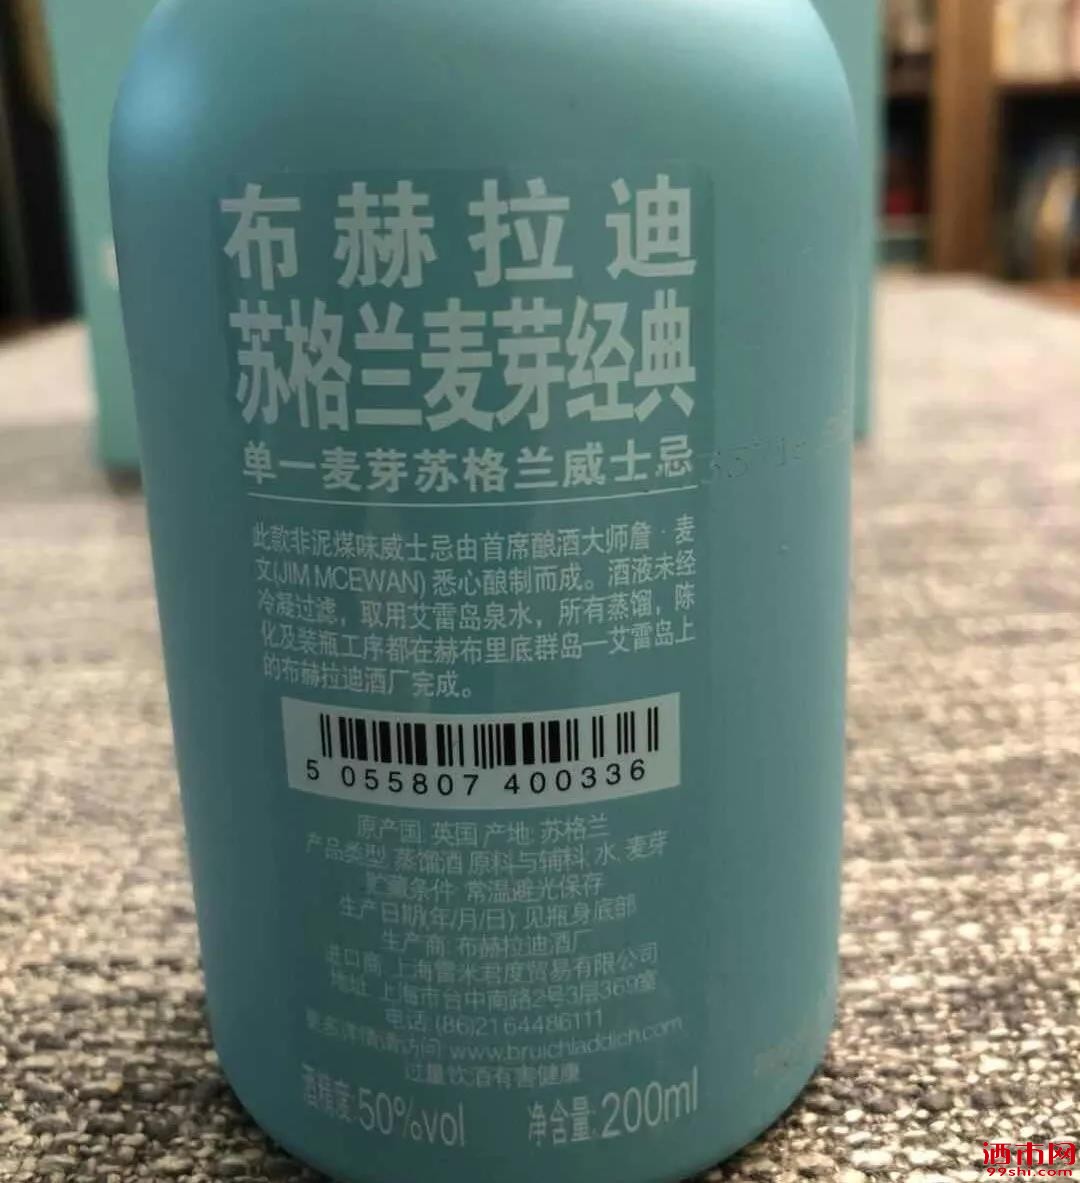 布赫拉迪
苏格兰麦芽经典
单一麦芽苏格兰威士忌
此款非泥煤味威士忌由首席酿酒大师詹·麦
文(JIM MCEWAN) 悉心酿制而成。酒液未经
冷凝过滤，取用艾雷岛泉水，所有蒸馏，陈
化及装瓶工序都在赫布里底群岛—艾雷岛上
的布赫拉迪酒厂完成。
5 055807 400336
原产国: 英国 产地: 苏格兰
产品类型: 蒸馏酒 原料与辅料: 水, 麦芽
贮藏条件: 常温避光保存
生产日期(年/月/日): 见瓶身底部
生产商: 布赫拉迪酒厂
进口商: 上海雷米君度贸易有限公司
地址: 上海市台中南路2号3层369室
电话: (86)21 64486111
更多详情请访问: www.bruichladdich.com
过量饮酒有害健康
酒精度: 50%vol 净含量: 200ml
酒市网
99shi.com